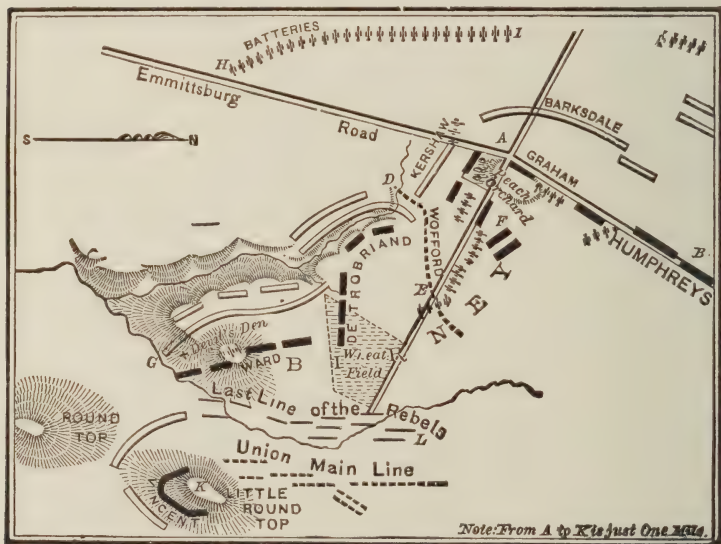 BATTERIES
H
I
Emmittsburg Road
S
N
KERSHAW
A
BARKSDALE
GRAHAM
Peach Orchard
D
WOFFORD
F
B
HUMPHREYS
DE TROBRIAND
E
BIRNEY
Devil's Den
G
WARD
Wheat Field
Last Line of the Rebels
L
ROUND TOP
Union Main Line
K
VINCENT
LITTLE ROUND TOP
Note: From A to K is just One Mile.